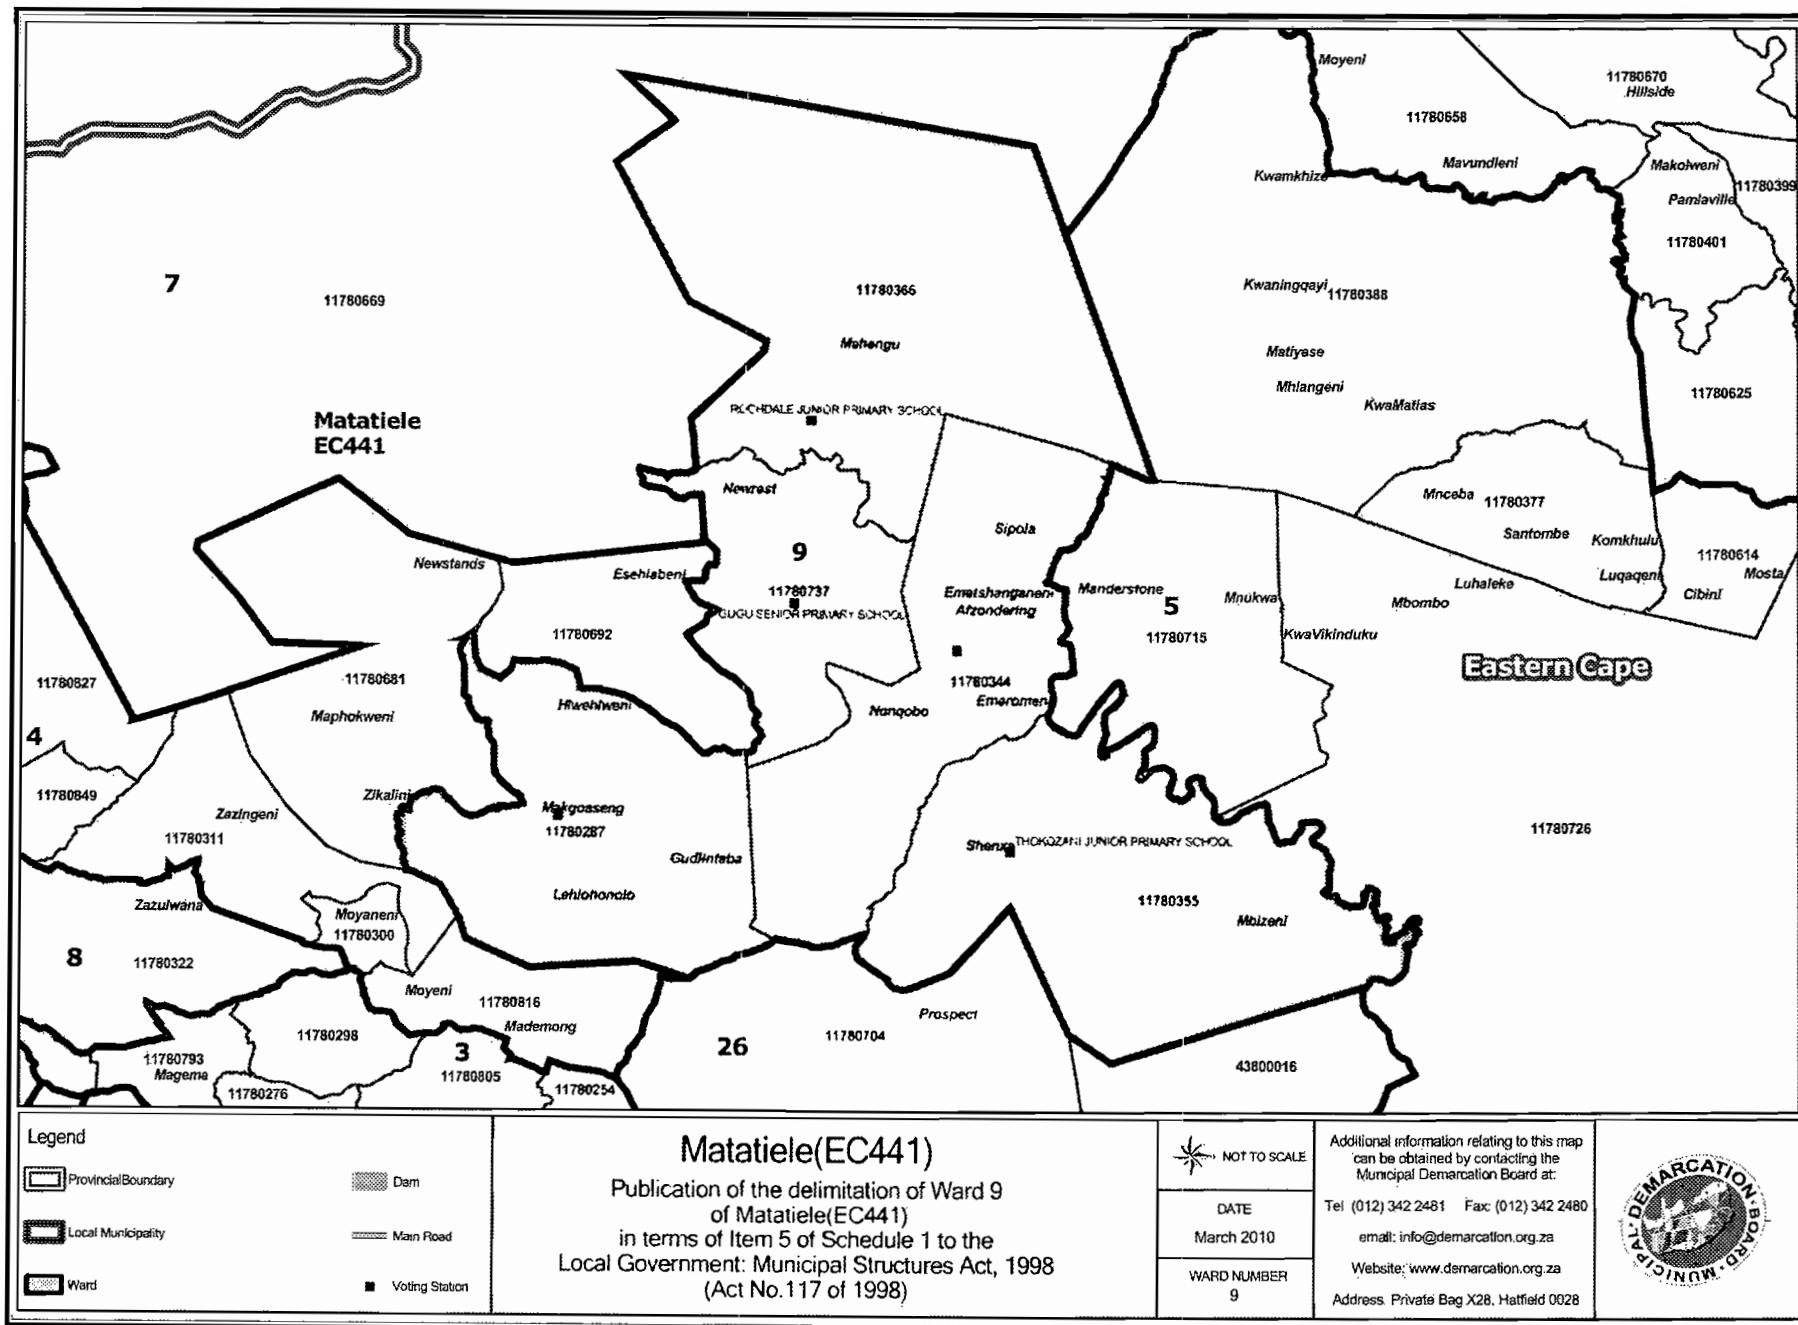 Moyeni
11780670
Hillside
11780658
Mavundleni
Makolweni
Kwamkhize
11780399
Pamlaville
11780401
7
11780669
11780366
Kwaningqayi
11780388
Mahangu
Matiyase
Mhlangeni
11780625
KwaMatias
RECHDALE JUNIOR PRIMARY SCHOOL
Matatiele
EC441
Newrest
Mnceba
11780377
Sipola
Santombe
Komkhulu
9
11780614
Newstands
Esehlabeni
Mosta
Luqaqeni
Luhaleke
11780737
Manderstone
Cibini
Afzondering
5
Mnukwa
Mbombo
GUGU SENIOR PRIMARY SCHOOL
11780692
11780715
KwaVikinduku
Eastern Cape
11780827
11780681
11780344
Hlwehlweni
Nanqobo
Maphokweni
4
11780849
Zikalini
Makgoaseng
Zazingeni
11780287
11780726
11780311
Shenxa
THOKOZANI JUNIOR PRIMARY SCHOOL
Gudlintaba
Lehlohonolo
11780355
Zazulwana
Moyaneni
Mbizeni
11780300
8
11780322
Moyeni
11780816
Prospect
Mademong
11780298
11780704
26
3
11780793
Magema
11780805
11780254
43800016
11780276
Legend
Provincial Boundary
Dam
Local Municipality
Main Road
Ward
Voting Station
Matatiele(EC441)
Publication of the delimitation of Ward 9
of Matatiele(EC441)
in terms of Item 5 of Schedule 1 to the
Local Government: Municipal Structures Act, 1998
(Act No.117 of 1998)
NOT TO SCALE
DATE
March 2010
WARD NUMBER
9
Additional information relating to this map
can be obtained by contacting the
Municipal Demarcation Board at:
Tel (012) 342 2481 Fax: (012) 342 2480
email: info@demarcation.org.za
Website: www.demarcation.org.za
Address. Private Bag X28, Hatfield 0028
MUNICIPAL DEMARCATION BOARD